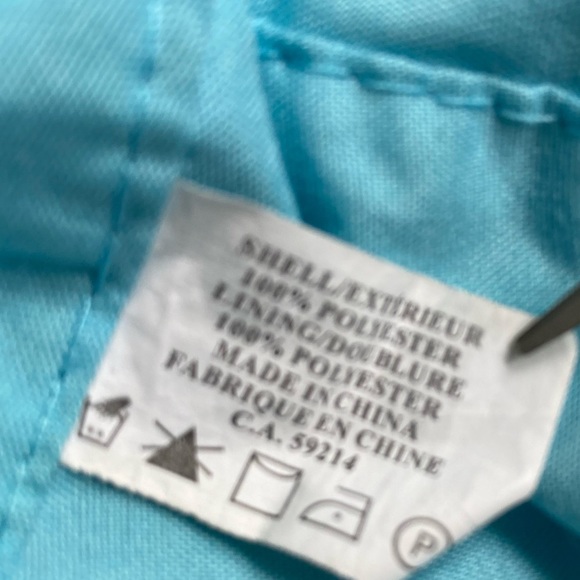 SHELL/EXTÉRIEUR
100% POLYESTER
LINING/DOUBLURE
100% POLYESTER
MADE IN CHINA
FABRIQUE EN CHINE
C.A. 59214
P